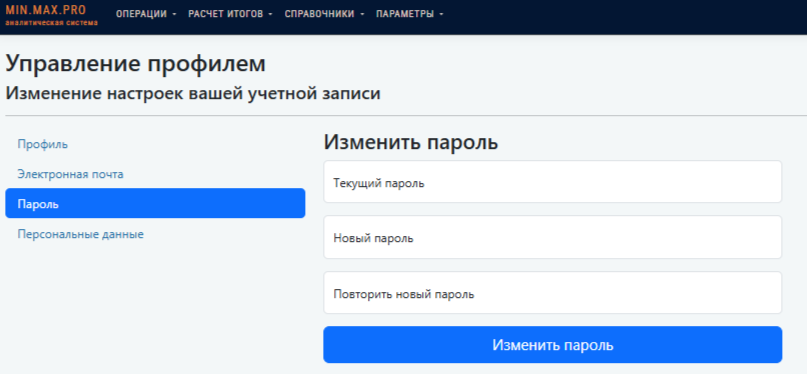 MIN.MAX.PRO
аналитическая система
ОПЕРАЦИИ РАСЧЕТ ИТОГОВ СПРАВОЧНИКИ ПАРАМЕТРЫ
Управление профилем
Изменение настроек вашей учетной записи
Профиль
Электронная почта
Пароль
Персональные данные
Изменить пароль
Текущий пароль
Новый пароль
Повторить новый пароль
Изменить пароль